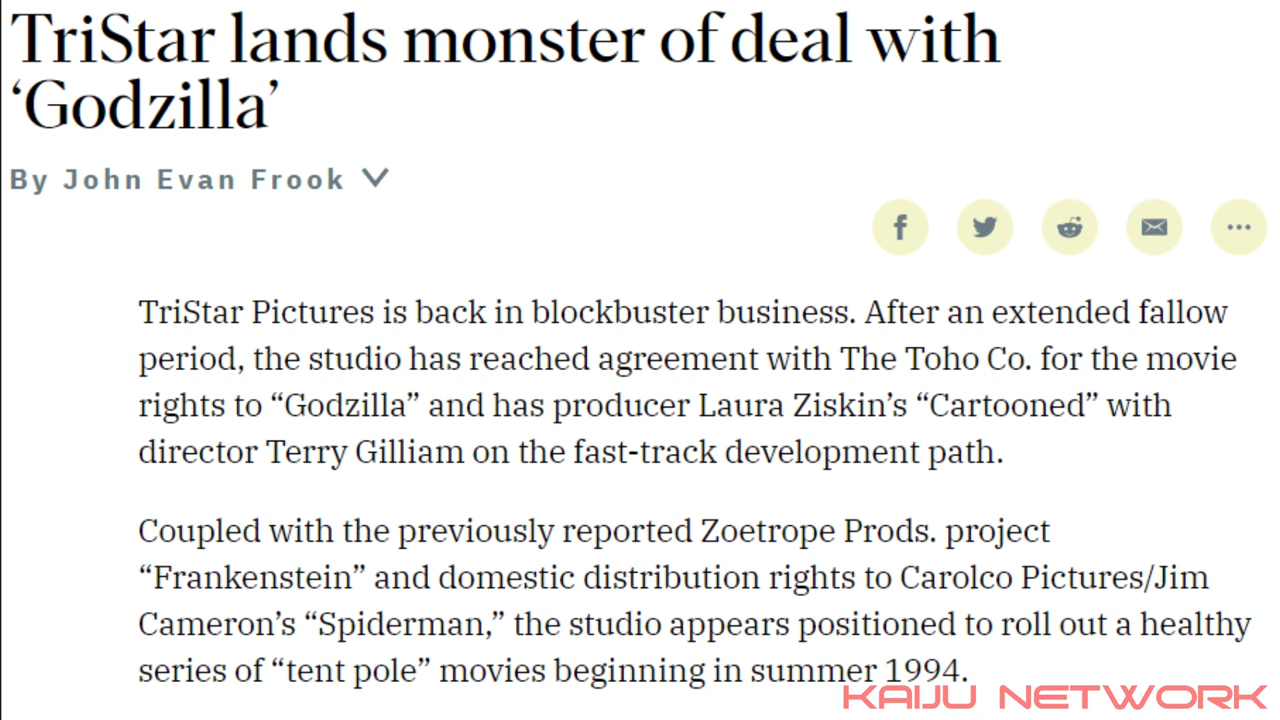 TriStar lands monster of deal with
‘Godzilla’
By John Evan Frook
TriStar Pictures is back in blockbuster business. After an extended fallow
period, the studio has reached agreement with The Toho Co. for the movie
rights to “Godzilla” and has producer Laura Ziskin’s “Cartooned” with
director Terry Gilliam on the fast-track development path.
Coupled with the previously reported Zoetrope Prods. project
“Frankenstein” and domestic distribution rights to Carolco Pictures/Jim
Cameron’s “Spiderman,” the studio appears positioned to roll out a healthy
series of “tent pole” movies beginning in summer 1994.
KAIJU NETWORK